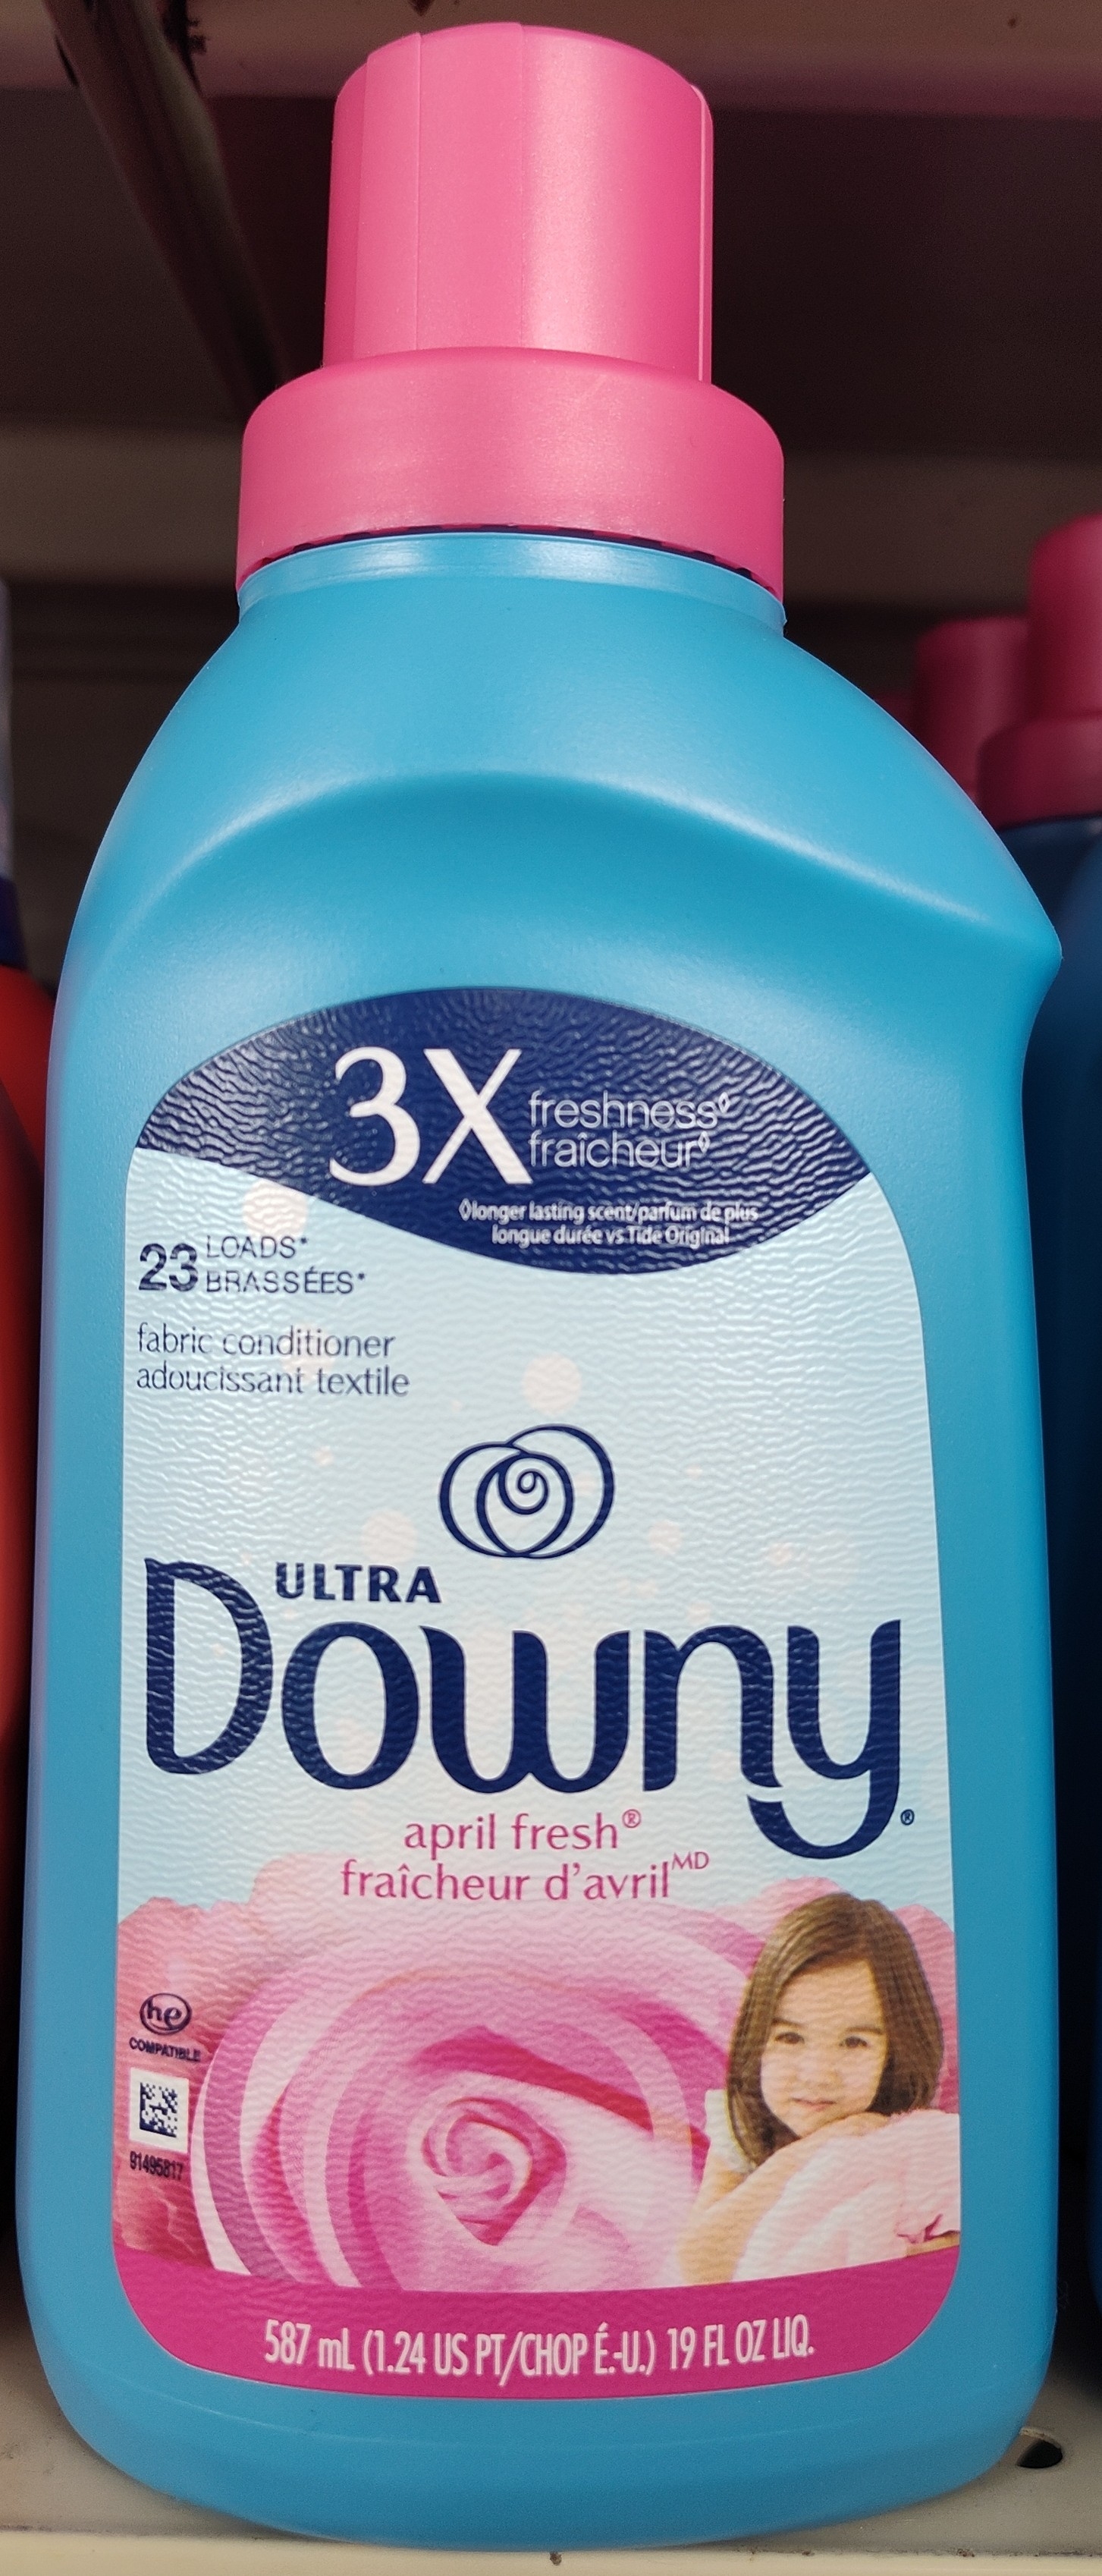 3X freshness◊
fraîcheur◊
◊longer lasting scent/parfum de plus
longue durée vs Tide Original
23 LOADS*
BRASSÉES*
fabric conditioner
adoucissant textile
ULTRA
Downy®
april fresh®
fraîcheur d'avril MD
he
COMPATIBLE
91495817
587 mL (1.24 US PT/CHOP É.-U.) 19 FL OZ LIQ.